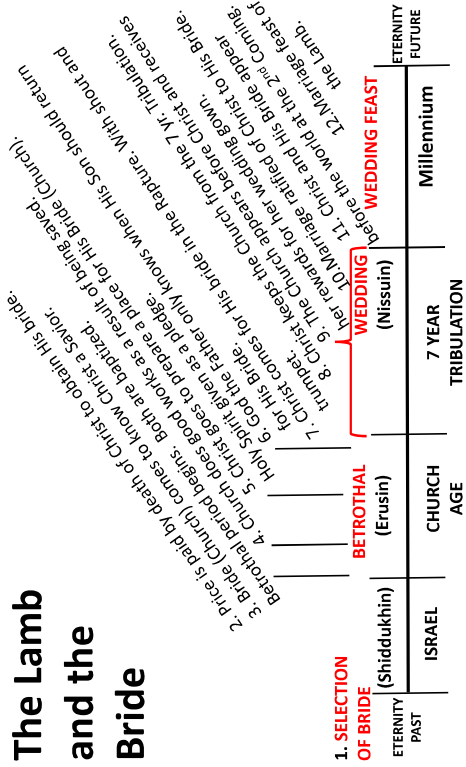 The Lamb
and the
Bride
2. Price is paid by death of Christ to obtain His bride.
3. Bride (Church) comes to know Christ a Savior.
Betrothal period begins.  Both are baptized.
4. Church does good works as a result of being saved.
5. Christ goes to prepare a place for His Bride (Church).
Holy Spirit given as a pledge.
6. God the Father only knows when His Son should return
for His Bride.
7. Christ comes for His bride in the Rapture. With shout and
trumpet.
8. Christ keeps the Church from the 7 Yr. Tribulation.
9. The Church appears before Christ and receives
her rewards for her wedding gown.
10.Marriage ratified of Christ to His Bride.
11. Christ and His Bride appear
before the world at the 2nd Coming.
12.Marriage feast of
the Lamb.
1. SELECTION
OF BRIDE
BETROTHAL
WEDDING
WEDDING FEAST
(Shiddukhin)
(Erusin)
(Nissuin)
ETERNITY
PAST
ISRAEL
CHURCH
AGE
7 YEAR
TRIBULATION
Millennium
ETERNITY
FUTURE